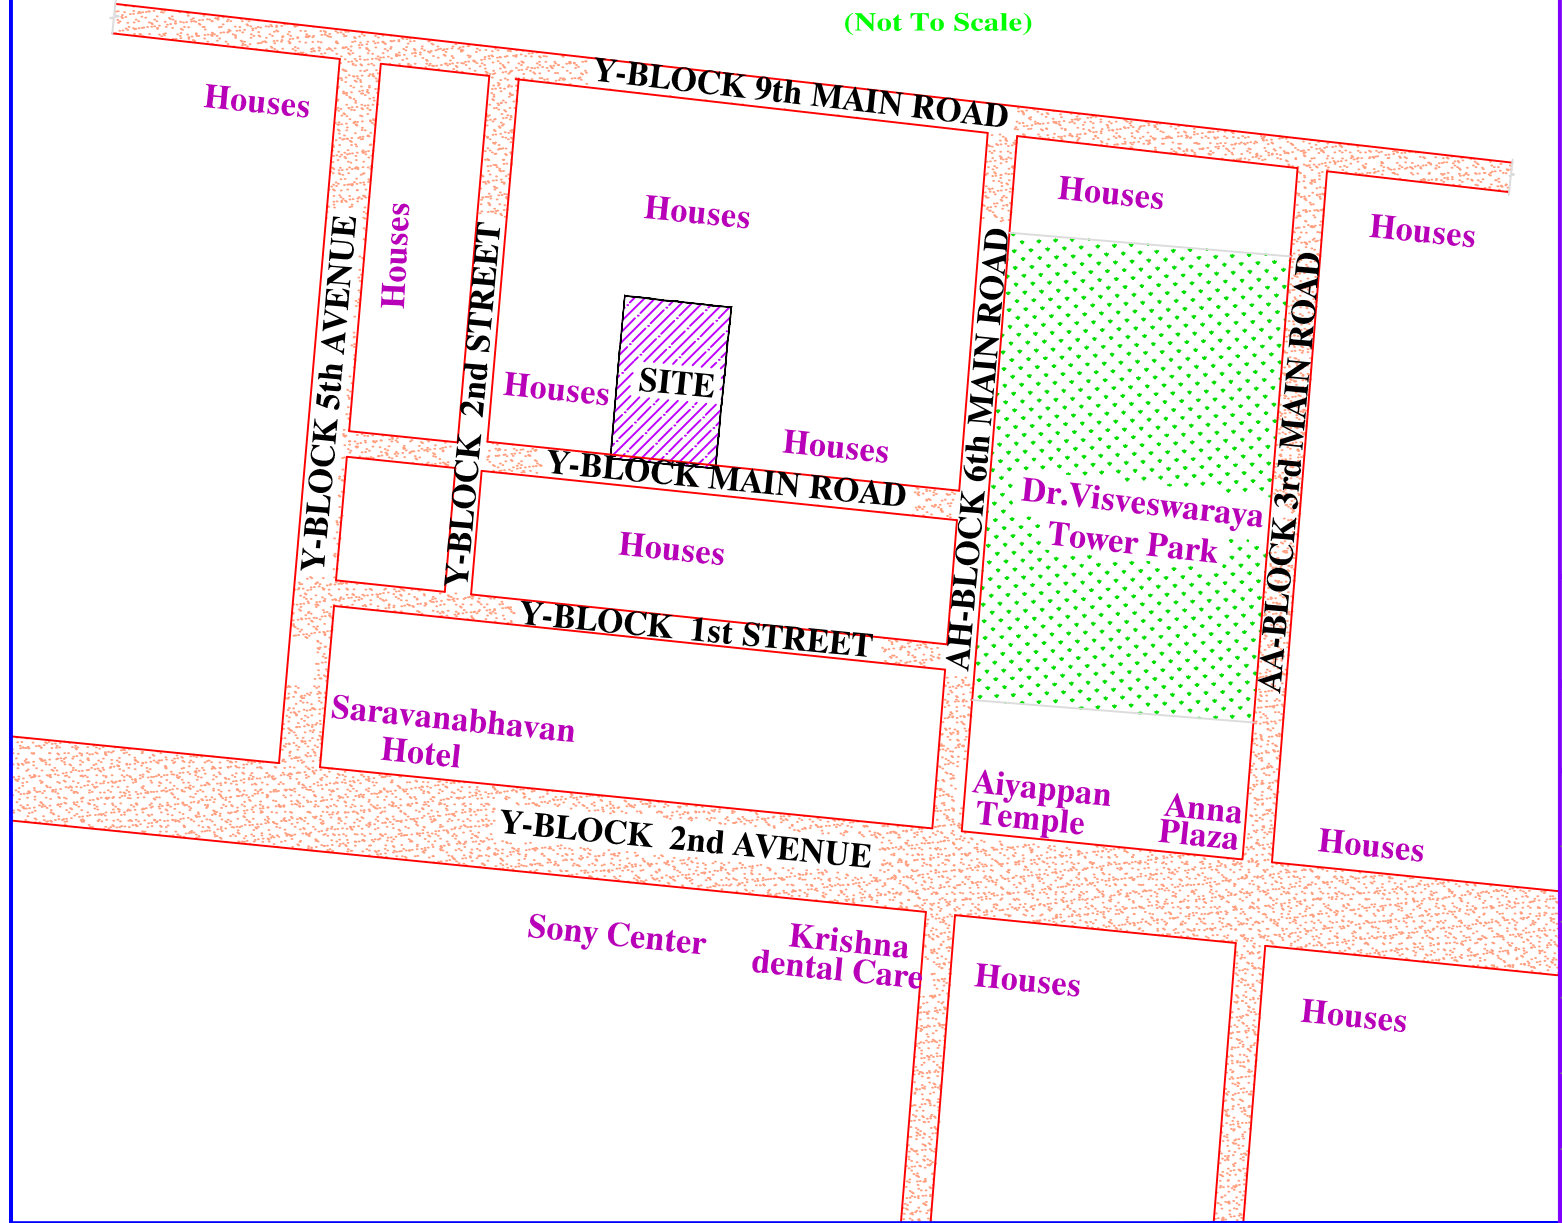 (Not To Scale)
Y-BLOCK 9th MAIN ROAD
Houses
Houses
Houses
Houses
Houses
Y-BLOCK 5th AVENUE
Y-BLOCK 2nd STREET
AH-BLOCK 6th MAIN ROAD
AA-BLOCK 3rd MAIN ROAD
Houses
SITE
Houses
Y-BLOCK MAIN ROAD
Dr.Visveswaraya
Tower Park
Houses
Y-BLOCK 1st STREET
Saravanabhavan
Hotel
Aiyappan
Temple
Anna
Plaza
Houses
Y-BLOCK 2nd AVENUE
Sony Center
Krishna
dental Care
Houses
Houses